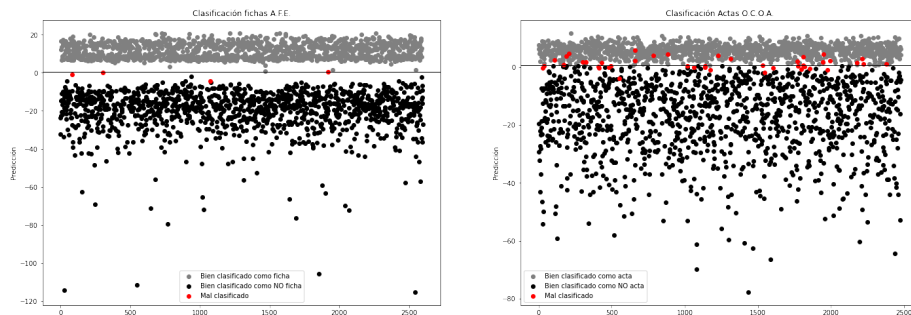 Clasificación fichas A.F.E.
20
0
−20
−40
−60
−80
−100
−120
Predicción
Bien clasificado como ficha
Bien clasificado como NO ficha
Mal clasificado
0
500
1000
1500
2000
2500
Clasificación Actas O.C.O.A.
10
0
−20
−40
−60
−80
Predicción
Bien clasificado como acta
Bien clasificado como NO acta
Mal clasificado
0
500
1000
1500
2000
2500